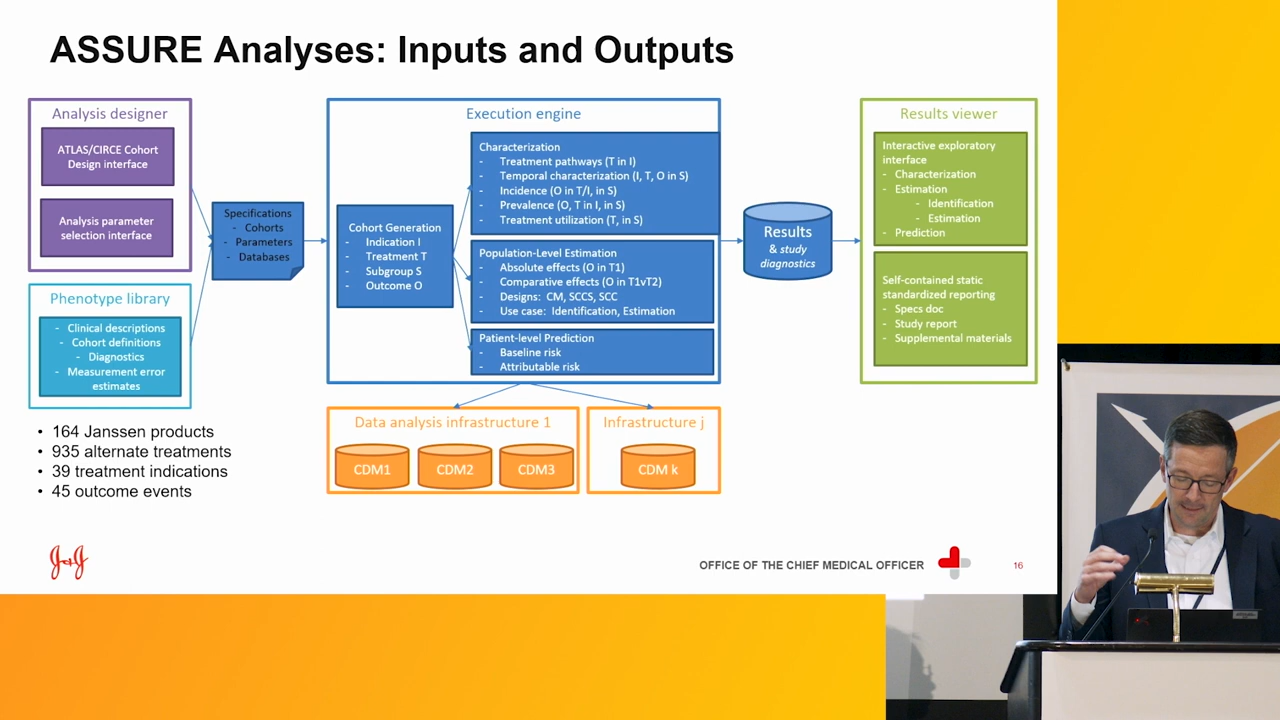 ASSURE Analyses: Inputs and Outputs
Analysis designer
ATLAS/CIRCE Cohort
Design interface
Analysis parameter
selection interface
Phenotype library
- Clinical descriptions
- Cohort definitions
- Diagnostics
- Measurement error
estimates
Specifications
- Cohorts
- Parameters
- Databases
Execution engine
Cohort Generation
- Indication I
- Treatment T
- Subgroup S
- Outcome O
Characterization
- Treatment pathways (T in I)
- Temporal characterization (I, T, O in S)
- Incidence (O in T/I, in S)
- Prevalence (O, T in I, in S)
- Treatment utilization (T, in S)
Population-Level Estimation
- Absolute effects (O in T1)
- Comparative effects (O in T1vT2)
- Designs: CM, SCCS, SCC
- Use case: Identification, Estimation
Patient-level Prediction
- Baseline risk
- Attributable risk
Results
& study
diagnostics
Results viewer
Interactive exploratory
interface
- Characterization
- Estimation
- Identification
- Estimation
- Prediction
Self-contained static
standardized reporting
- Specs doc
- Study report
- Supplemental materials
Data analysis infrastructure 1
CDM1
CDM2
CDM3
Infrastructure j
CDM k
• 164 Janssen products
• 935 alternate treatments
• 39 treatment indications
• 45 outcome events
J&J
OFFICE OF THE CHIEF MEDICAL OFFICER
16